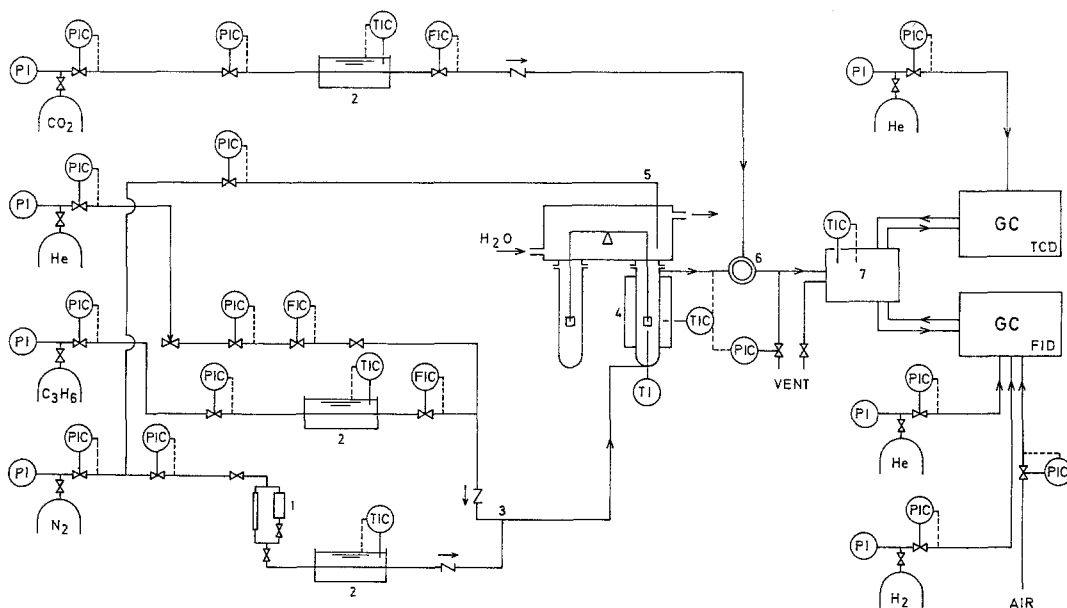 PIC PIC TIC FIC PIC
PI 2 PI
CO2 He
PIC PIC 5
PI
He
H2O 6 TIC GC
TCD
7
PIC PIC FIC 4 TIC GC
PI PIC FID
C3H6 PIC TIC FIC TI VENT
2 PIC
PIC PIC PI
PI He PIC
N2 1 3
TIC PIC
2 PI
H2 AIR